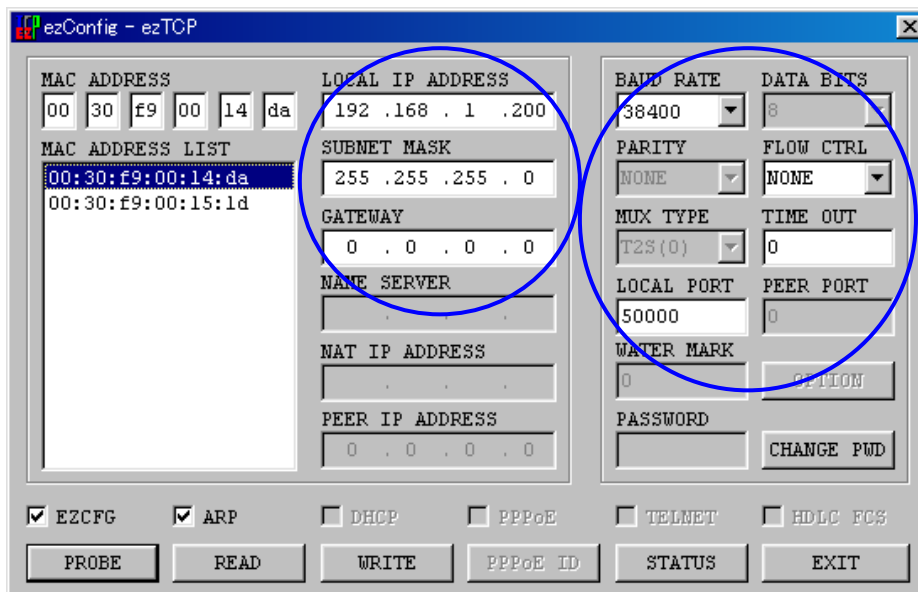 ezConfig - ezTCP
MAC ADDRESS
00 30 f9 00 14 da
MAC ADDRESS LIST
00:30:f9:00:14:da
00:30:f9:00:15:1d
LOCAL IP ADDRESS
192 .168 . 1 .200
SUBNET MASK
255 .255 .255 . 0
GATEWAY
0 . 0 . 0 . 0
NAME SERVER
. . .
NAT IP ADDRESS
. . .
PEER IP ADDRESS
0 . 0 . 0 . 0
BAUD RATE DATA BITS
38400 8
PARITY FLOW CTRL
NONE NONE
MUX TYPE TIME OUT
T2S(0) 0
LOCAL PORT PEER PORT
50000 0
WATER MARK
0 OPTION
PASSWORD
CHANGE PWD
EZCFG ARP DHCP PPPoE TELNET HDLC FCS
PROBE READ WRITE PPPoE ID STATUS EXIT